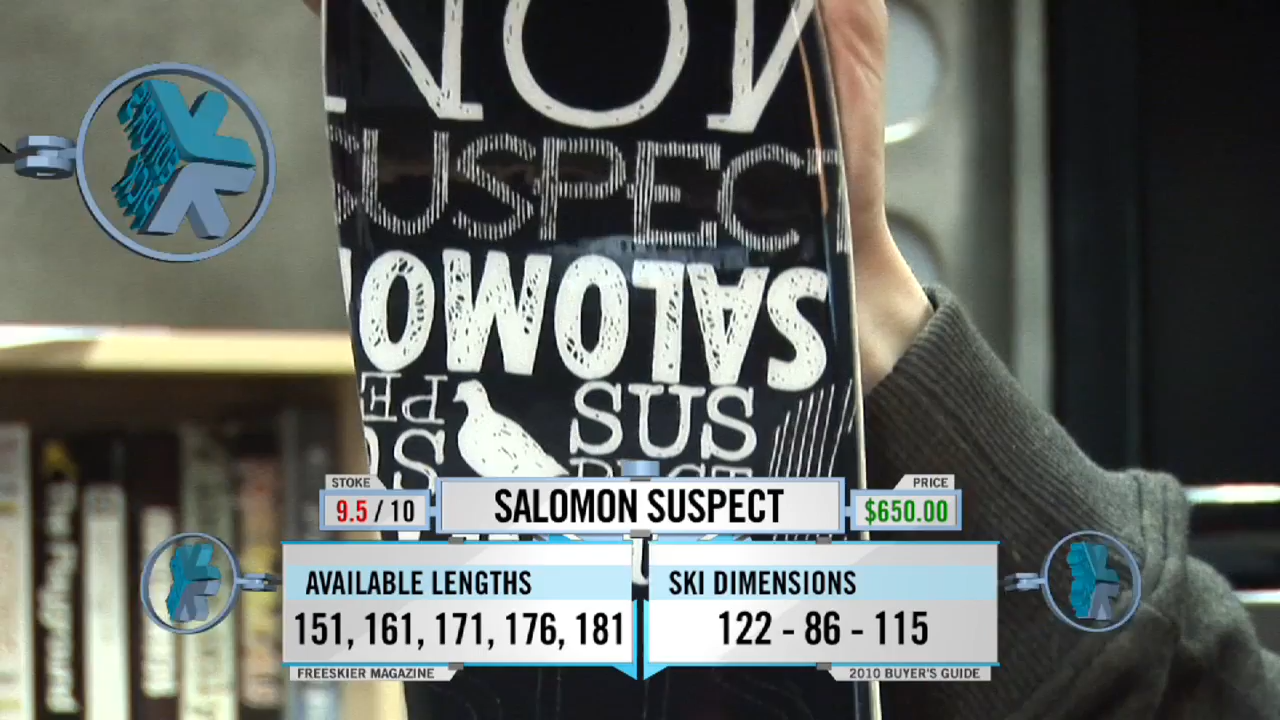 SUSPECT
SALOMO
SUS
STOKE
9.5 / 10
SALOMON SUSPECT
PRICE
$650.00
AVAILABLE LENGTHS
SKI DIMENSIONS
151, 161, 171, 176, 181
122 - 86 - 115
FREESKIER MAGAZINE
2010 BUYER'S GUIDE